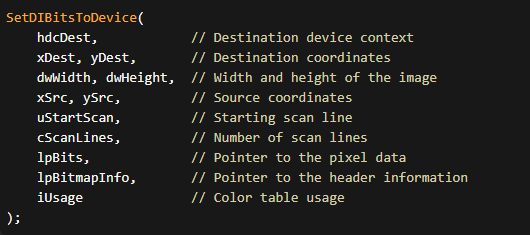 SetDIBitsToDevice(
    hdcDest,            // Destination device context
    xDest, yDest,       // Destination coordinates
    dwWidth, dwHeight,  // Width and height of the image
    xSrc, ySrc,         // Source coordinates
    uStartScan,         // Starting scan line
    cScanLines,         // Number of scan lines
    lpBits,             // Pointer to the pixel data
    lpBitmapInfo,       // Pointer to the header information
    iUsage              // Color table usage
);